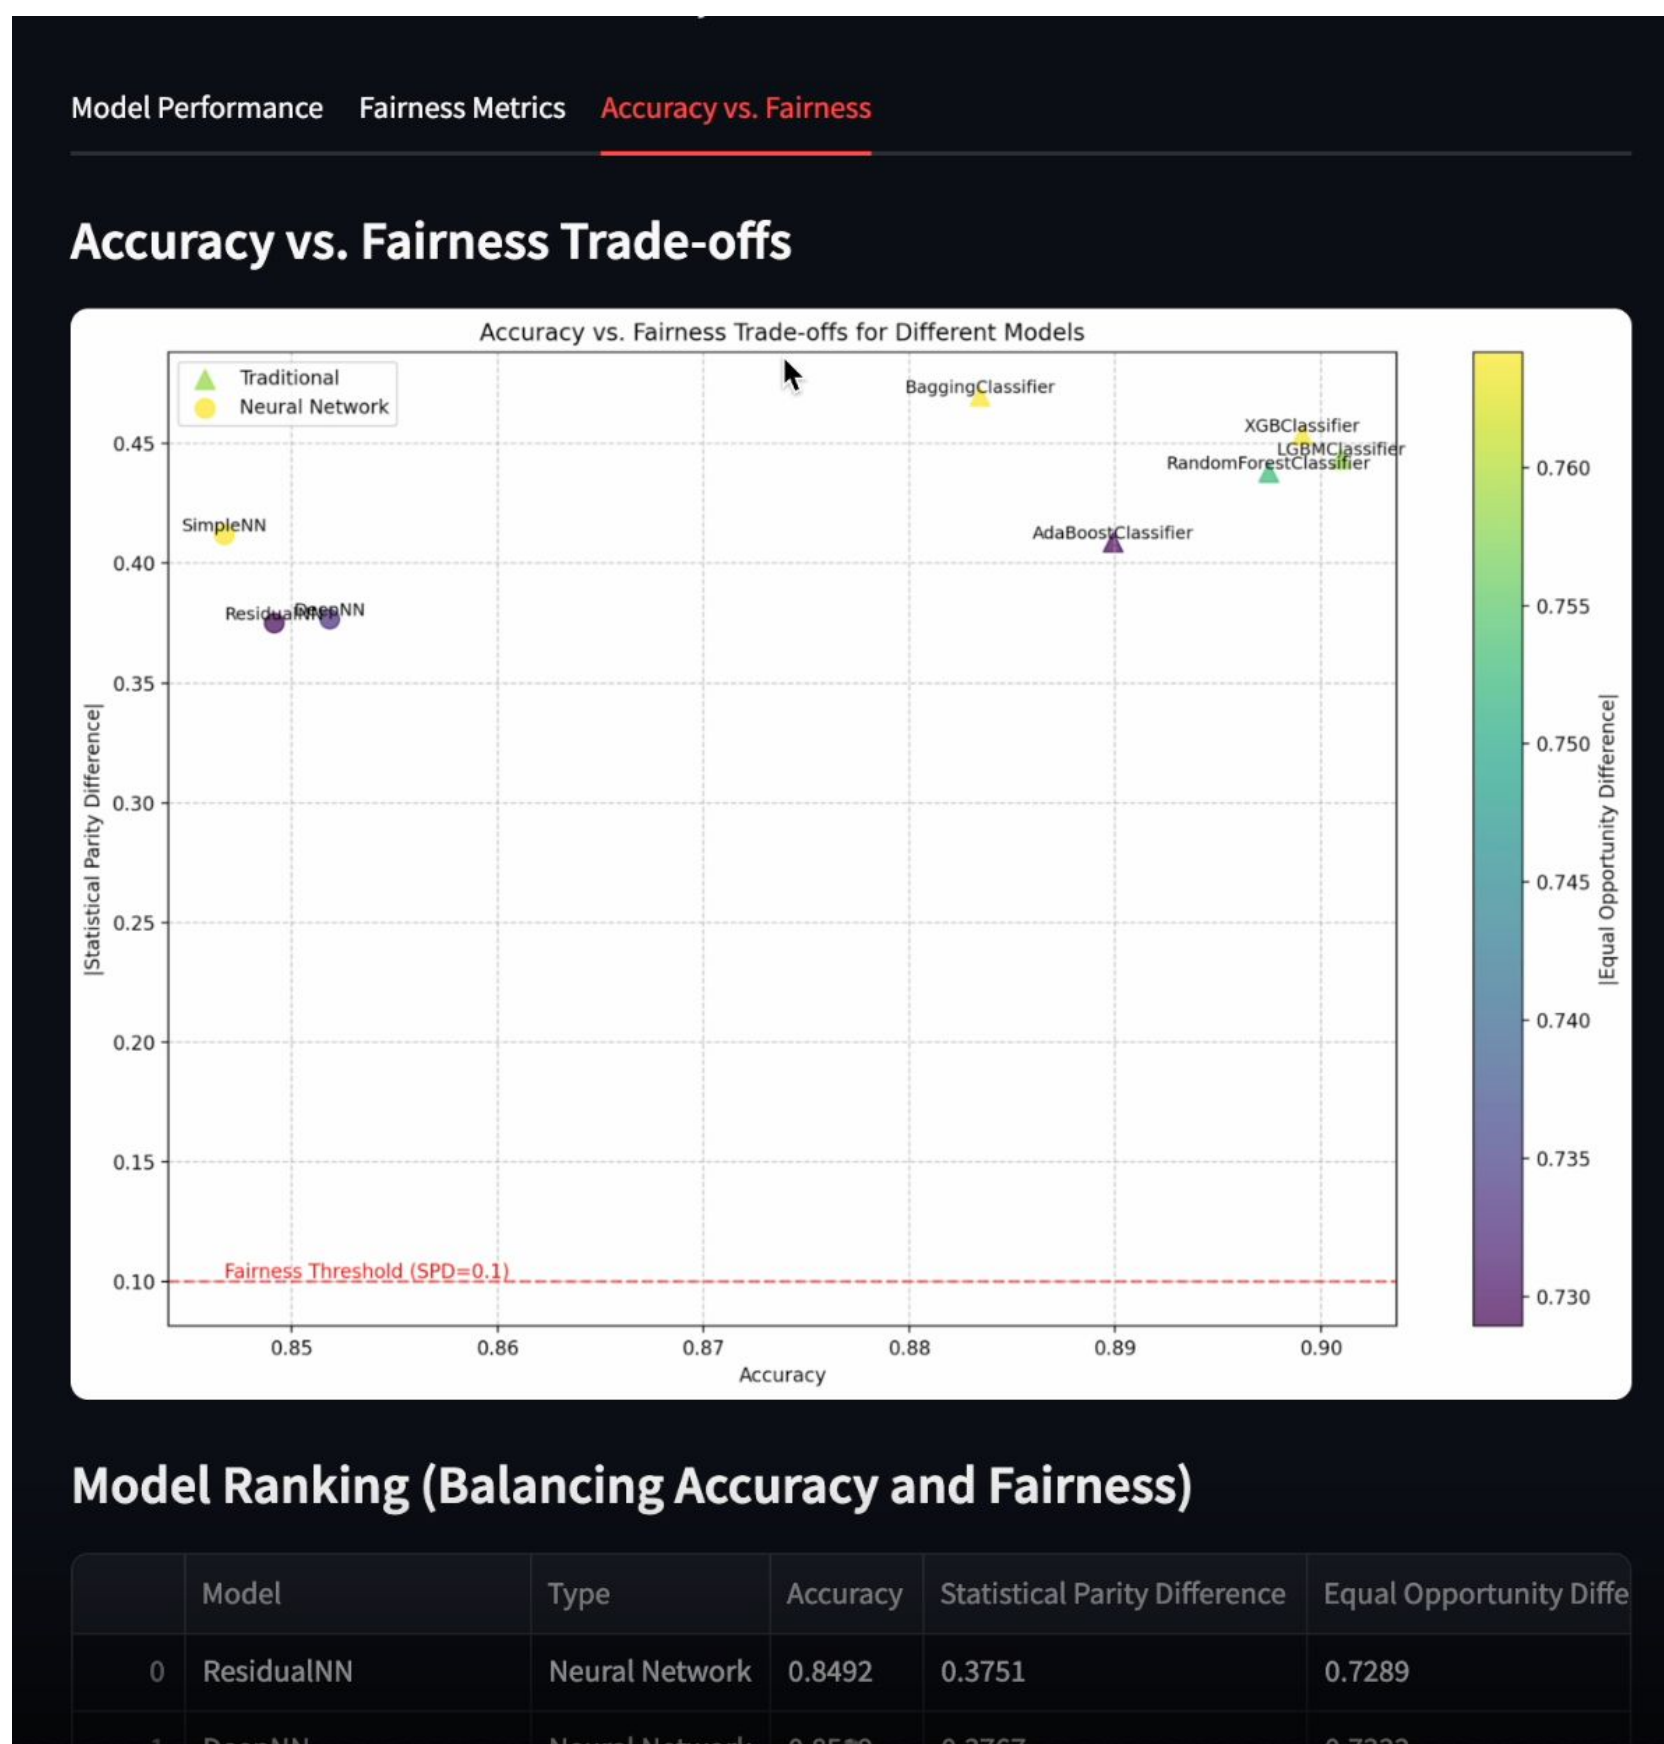 Model Performance Fairness Metrics Accuracy vs. Fairness
Accuracy vs. Fairness Trade-offs
Accuracy vs. Fairness Trade-offs for Different Models
Traditional
Neural Network
BaggingClassifier
XGBClassifier
LGBMClassifier
RandomForestClassifier
AdaBoostClassifier
SimpleNN
ResidualNN
DeepNN
Fairness Threshold (SPD=0.1)
|Statistical Parity Difference|
0.45
0.40
0.35
0.30
0.25
0.20
0.15
0.10
0.85 0.86 0.87 0.88 0.89 0.90
Accuracy
0.760
0.755
0.750
0.745
0.740
0.735
0.730
|Equal Opportunity Difference|
Model Ranking (Balancing Accuracy and Fairness)
Model Type Accuracy Statistical Parity Difference Equal Opportunity Diffe
0 ResidualNN Neural Network 0.8492 0.3751 0.7289
DeepNN Neural Network